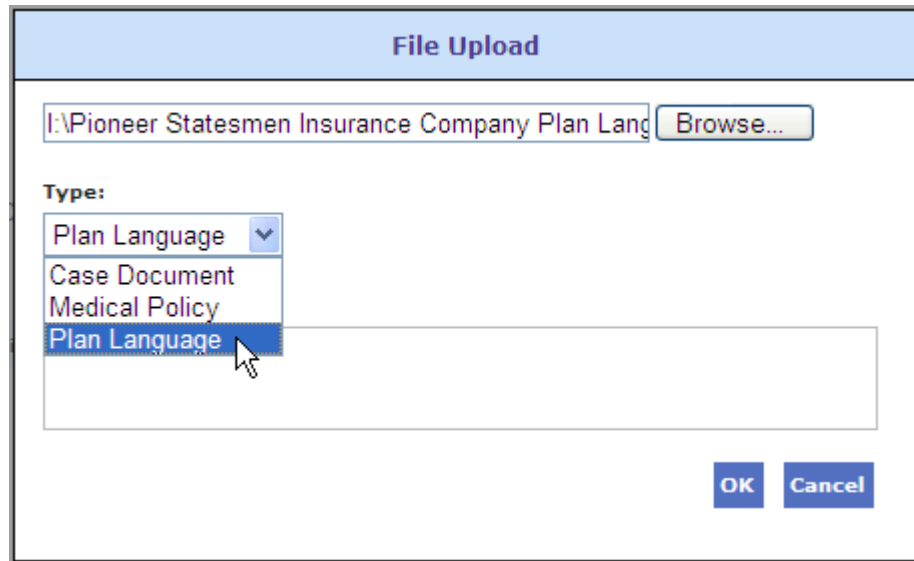 File Upload
I:\Pioneer Statesmen Insurance Company Plan Lang Browse...
Type:
Plan Language
Case Document
Medical Policy
Plan Language
OK Cancel